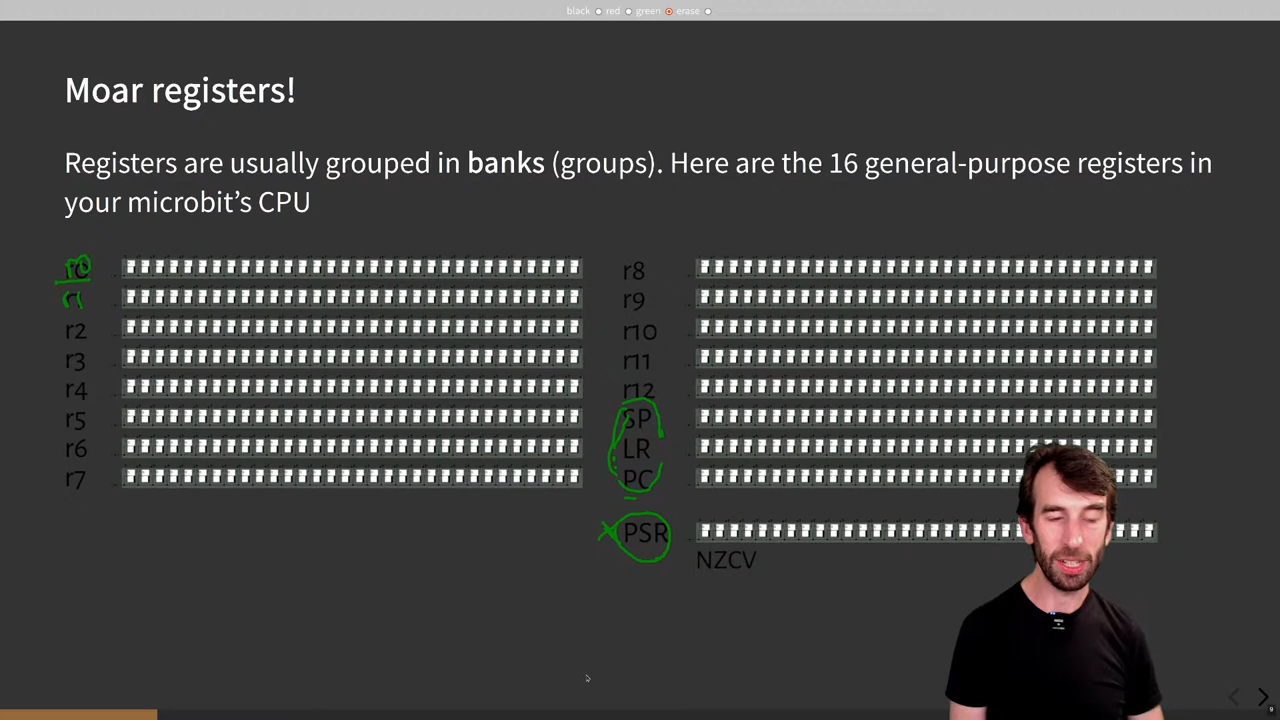 black red green erase
Moar registers!
Registers are usually grouped in banks (groups). Here are the 16 general-purpose registers in
your microbit's CPU
r0
r1
r2
r3
r4
r5
r6
r7
r8
r9
r10
r11
r12
SP
LR
PC
PSR
NZCV
9